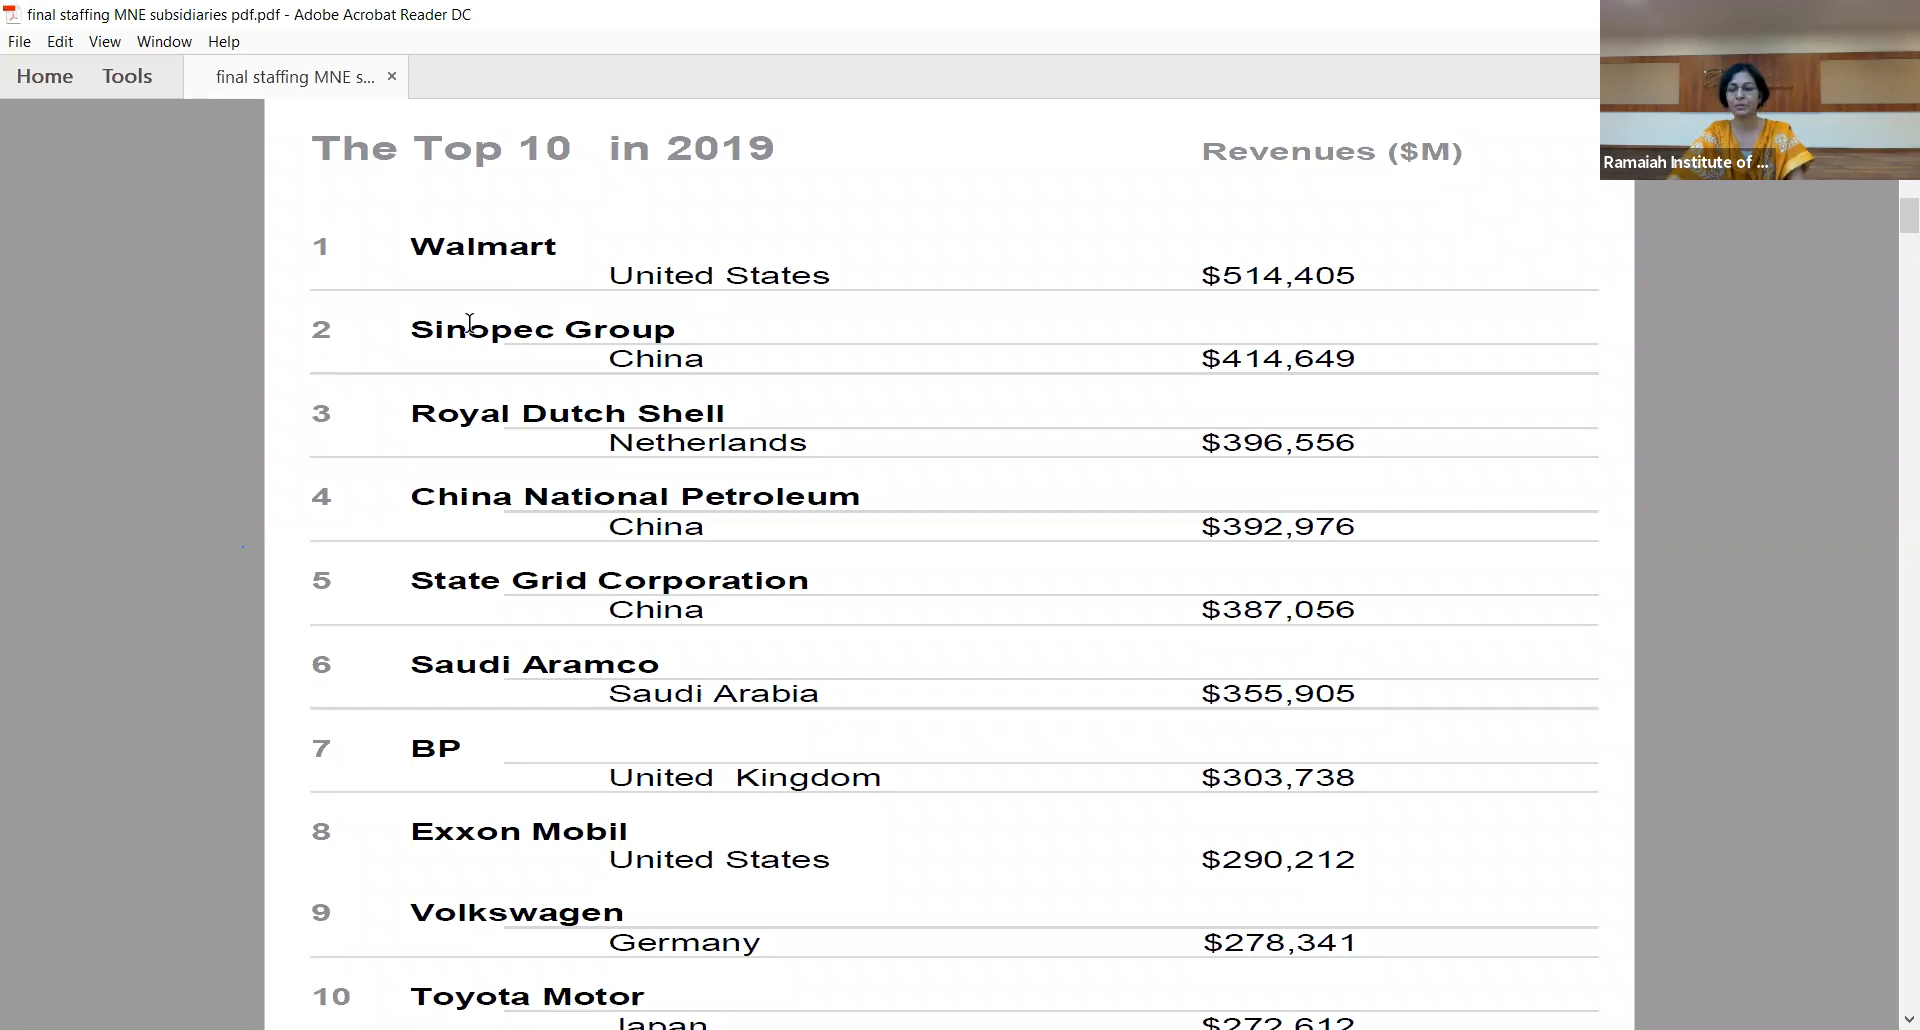 final staffing MNE subsidiaries pdf.pdf - Adobe Acrobat Reader DC
File Edit View Window Help
Home Tools final staffing MNE s... ×
Ramaiah Institute of ...
The Top 10 in 2019 Revenues ($M)
1 Walmart
United States $514,405
2 Sinopec Group
China $414,649
3 Royal Dutch Shell
Netherlands $396,556
4 China National Petroleum
China $392,976
5 State Grid Corporation
China $387,056
6 Saudi Aramco
Saudi Arabia $355,905
7 BP
United Kingdom $303,738
8 Exxon Mobil
United States $290,212
9 Volkswagen
Germany $278,341
10 Toyota Motor
Japan $272,612